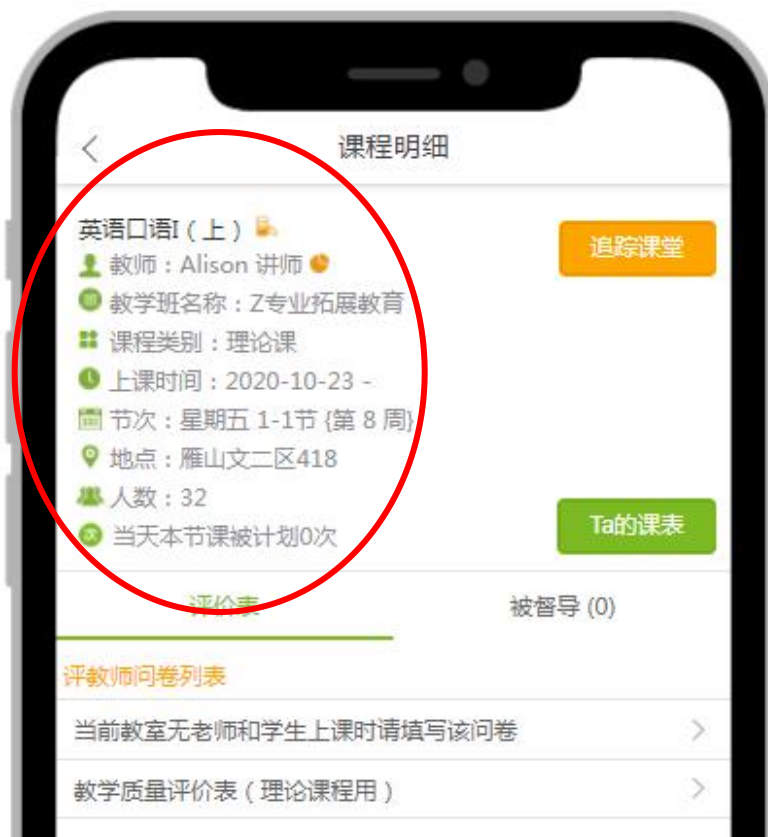 课程明细
英语口语I（上）
追踪课堂
教师：Alison 讲师
教学班名称：Z专业拓展教育
课程类别：理论课
上课时间：2020-10-23 -
节次：星期五 1-1节 {第 8 周}
地点：雁山文二区418
人数：32
当天本节课被计划0次
Ta的课表
评价表
被督导 (0)
评教师问卷列表
当前教室无老师和学生上课时请填写该问卷
教学质量评价表（理论课程用）